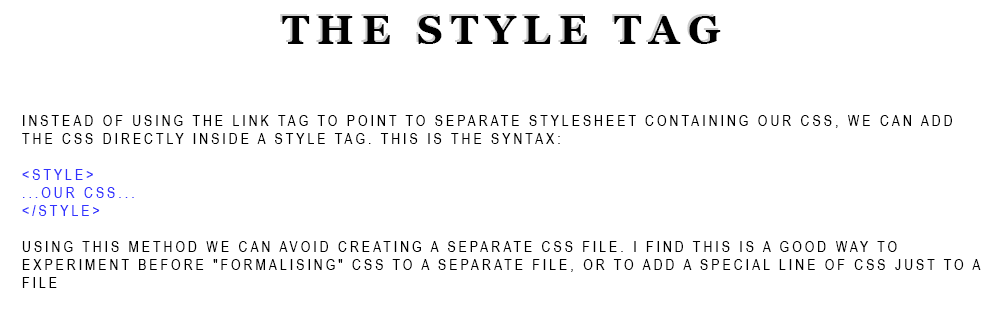 THE STYLE TAG
INSTEAD OF USING THE LINK TAG TO POINT TO SEPARATE STYLESHEET CONTAINING OUR CSS, WE CAN ADD
THE CSS DIRECTLY INSIDE A STYLE TAG. THIS IS THE SYNTAX:
<STYLE>
...OUR CSS...
</STYLE>
USING THIS METHOD WE CAN AVOID CREATING A SEPARATE CSS FILE. I FIND THIS IS A GOOD WAY TO
EXPERIMENT BEFORE "FORMALISING" CSS TO A SEPARATE FILE, OR TO ADD A SPECIAL LINE OF CSS JUST TO A
FILE